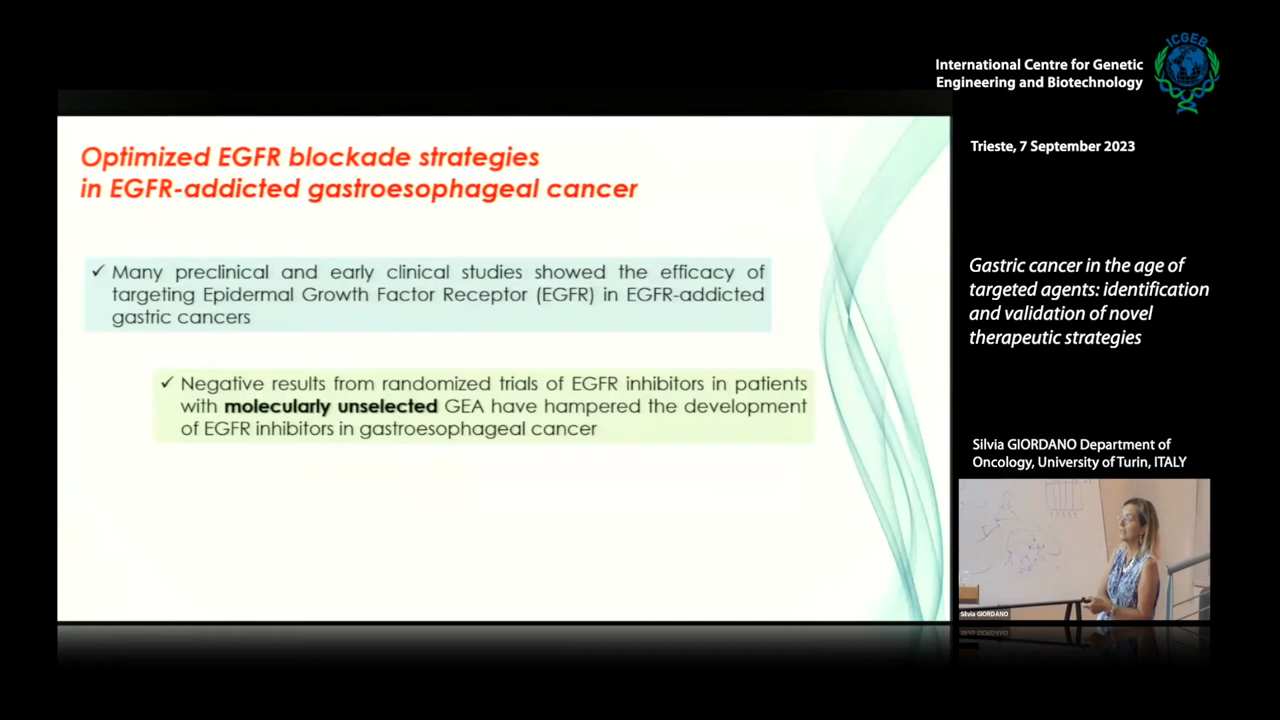 ICGEB
International Centre for Genetic
Engineering and Biotechnology
Trieste, 7 September 2023
Optimized EGFR blockade strategies
in EGFR-addicted gastroesophageal cancer
✓ Many preclinical and early clinical studies showed the efficacy of
targeting Epidermal Growth Factor Receptor (EGFR) in EGFR-addicted
gastric cancers
✓ Negative results from randomized trials of EGFR inhibitors in patients
with molecularly unselected GEA have hampered the development
of EGFR inhibitors in gastroesophageal cancer
Gastric cancer in the age of
targeted agents: identification
and validation of novel
therapeutic strategies
Silvia GIORDANO Department of
Oncology, University of Turin, ITALY
Silvia GIORDANO